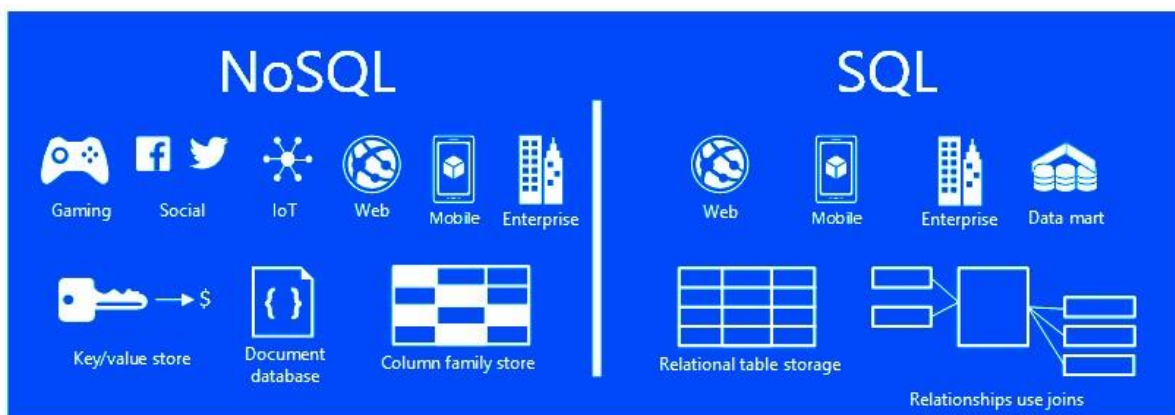 NoSQL
SQL
Gaming
Social
IoT
Web
Mobile
Enterprise
Web
Mobile
Enterprise
Data mart
$
{ }
Key/value store
Document
database
Column family store
Relational table storage
Relationships use joins